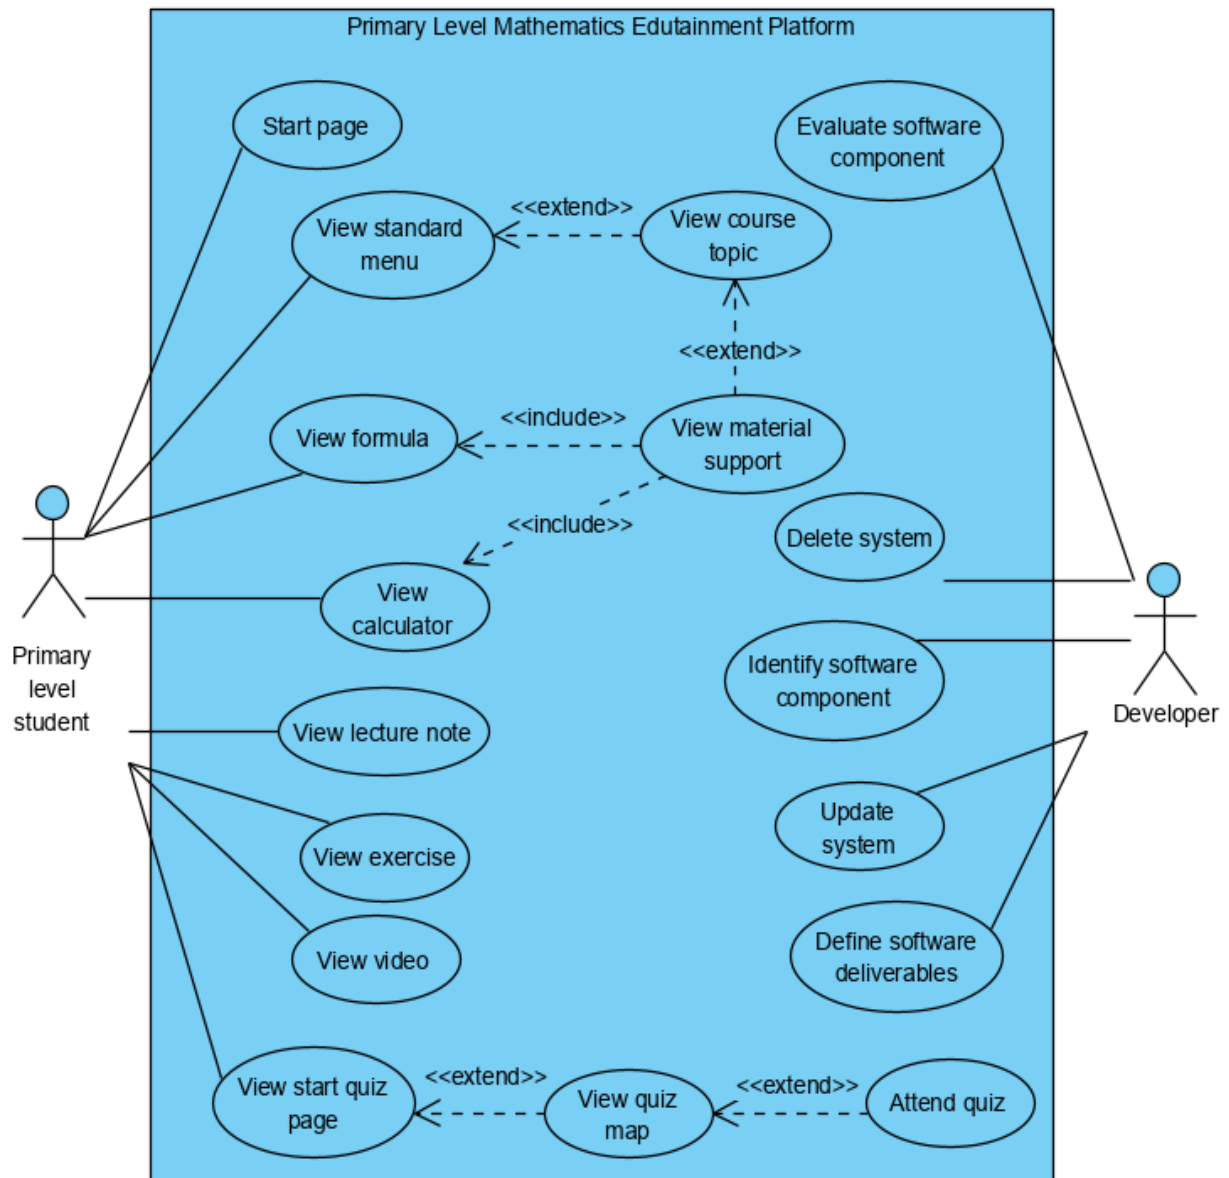 Primary Level Mathematics Edutainment Platform
Start page
Evaluate software
component
View standard
menu
<<extend>>
View course
topic
<<extend>>
View formula
<<include>>
View material
support
<<include>>
Delete system
View
calculator
Primary
level
student
Identify software
component
Developer
View lecture note
Update
system
View exercise
View video
Define software
deliverables
View start quiz
page
<<extend>>
View quiz
map
<<extend>>
Attend quiz